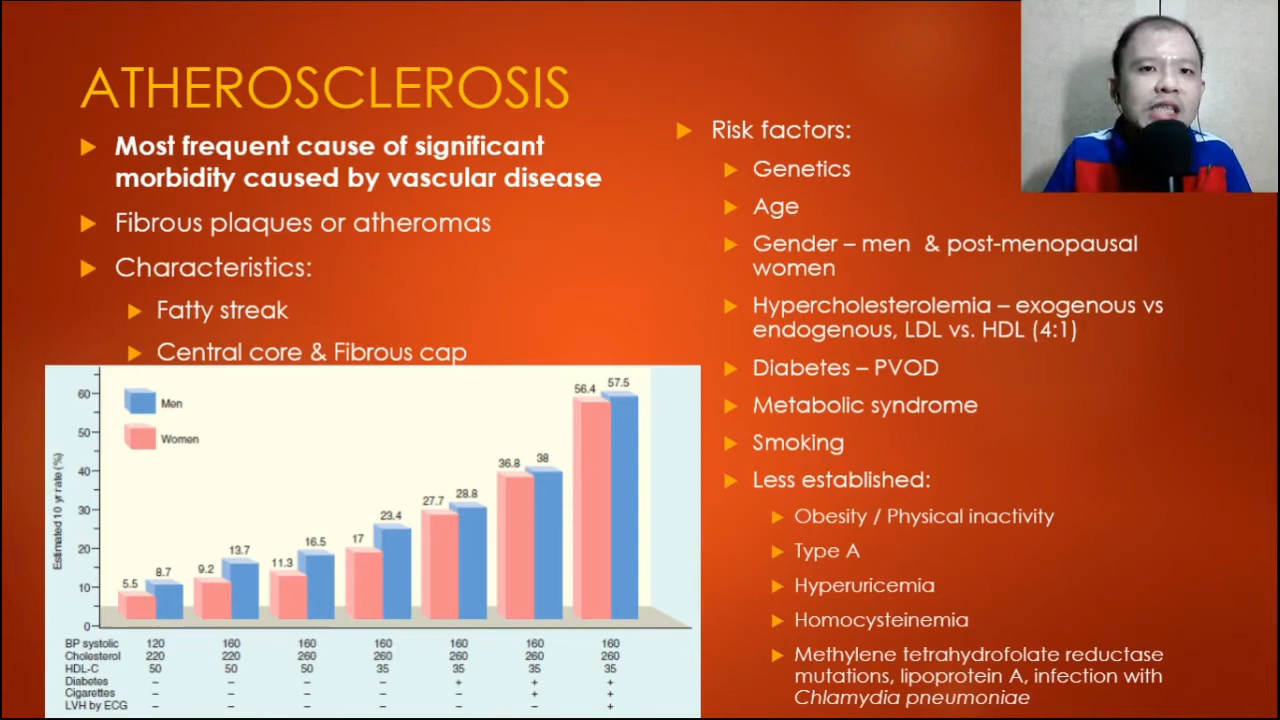 ATHEROSCLEROSIS
Most frequent cause of significant
morbidity caused by vascular disease
Fibrous plaques or atheromas
Characteristics:
Fatty streak
Central core & Fibrous cap
Men
Women
Estimated 10 yr rate (%)
60
50
40
30
20
10
0
5.5 8.7 9.2 13.7 11.3 16.5 17 23.4 27.7 28.8 36.8 38 56.4 57.5
BP systolic 120 160 160 160 160 160 160
Cholesterol 220 220 260 260 260 260 260
HDL-C 50 50 50 35 35 35 35
Diabetes – – – – + + +
Cigarettes – – – – – + +
LVH by ECG – – – – – – +
Risk factors:
Genetics
Age
Gender – men & post-menopausal
women
Hypercholesterolemia – exogenous vs
endogenous, LDL vs. HDL (4:1)
Diabetes – PVOD
Metabolic syndrome
Smoking
Less established:
Obesity / Physical inactivity
Type A
Hyperuricemia
Homocysteinemia
Methylene tetrahydrofolate reductase
mutations, lipoprotein A, infection with
Chlamydia pneumoniae